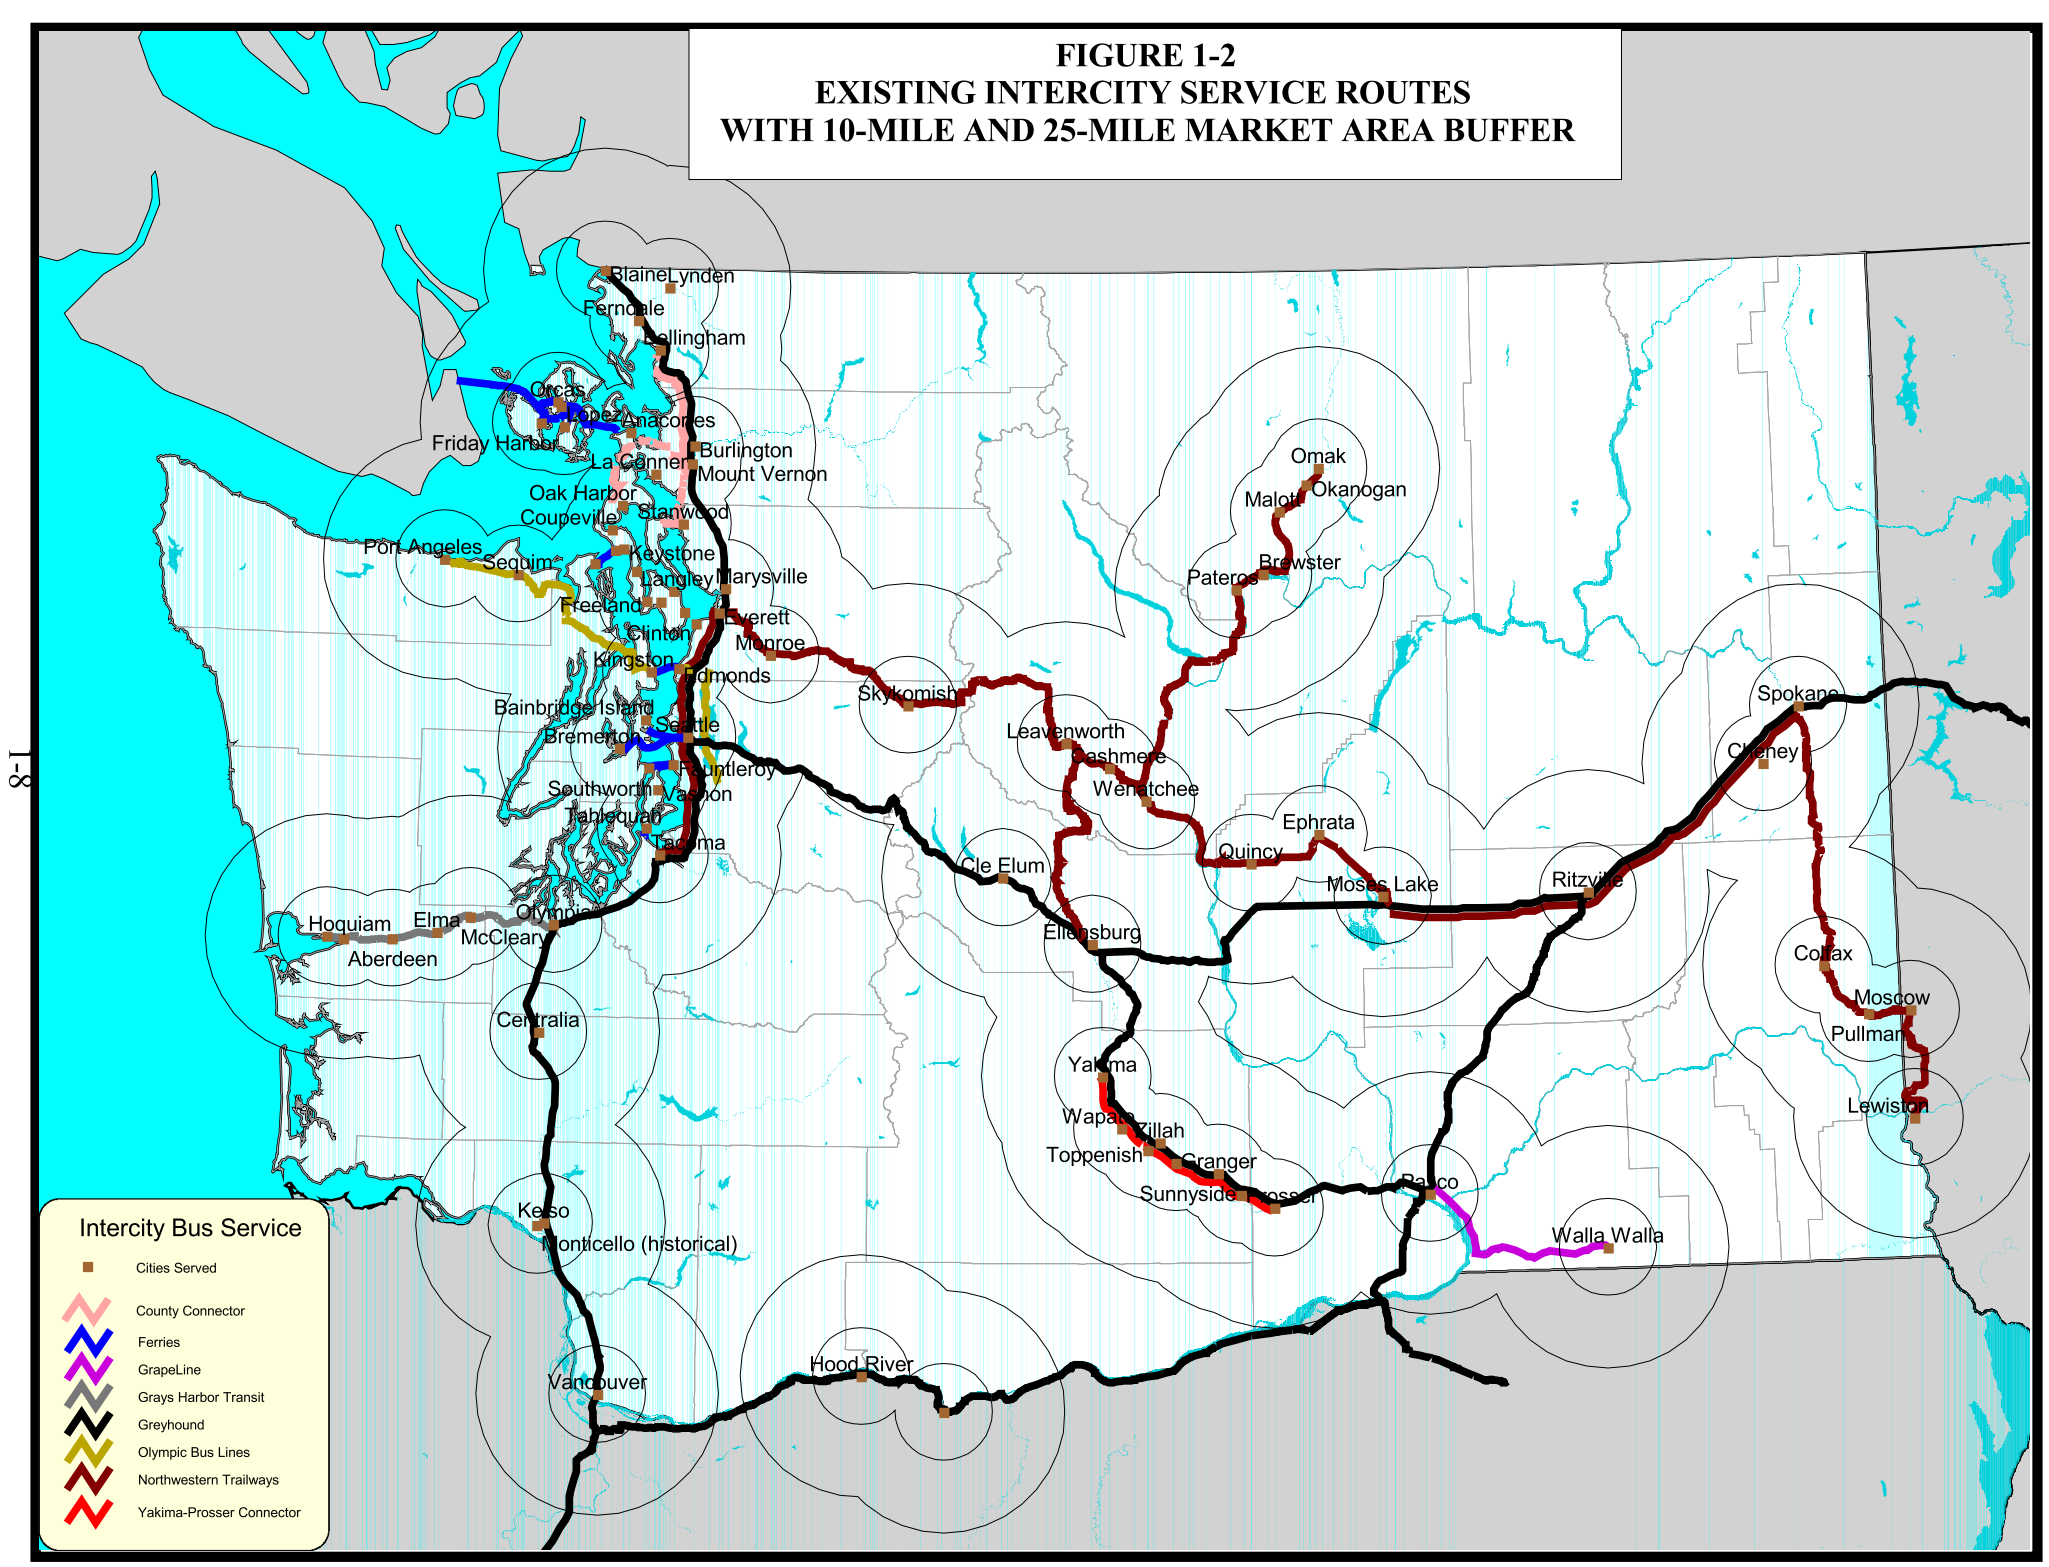 FIGURE 1-2
EXISTING INTERCITY SERVICE ROUTES
WITH 10-MILE AND 25-MILE MARKET AREA BUFFER
Blaine
Lynden
Ferndale
Bellingham
Orcas
Lopez
Anacortes
Friday Harbor
Burlington
La Conner
Mount Vernon
Omak
Okanogan
Malott
Oak Harbor
Coupeville
Stanwood
Port Angeles
Sequim
Keystone
Langley
Marysville
Brewster
Pateros
Freeland
Everett
Clinton
Monroe
Kingston
Edmonds
Skykomish
Spokane
Bainbridge Island
Seattle
Bremerton
Leavenworth
Cashmere
Cheney
Fauntleroy
Southworth
Vashon
Wenatchee
1-8
Tahlequah
Tacoma
Ephrata
Quincy
Cle Elum
Moses Lake
Ritzville
Hoquiam
Elma
Olympia
McCleary
Aberdeen
Ellensburg
Colfax
Moscow
Pullman
Centralia
Yakima
Wapato
Zillah
Toppenish
Granger
Sunnyside
Prosser
Lewiston
Pasco
Walla Walla
Kelso
Monticello (historical)
Hood River
Vancouver
Intercity Bus Service
Cities Served
County Connector
Ferries
GrapeLine
Grays Harbor Transit
Greyhound
Olympic Bus Lines
Northwestern Trailways
Yakima-Prosser Connector